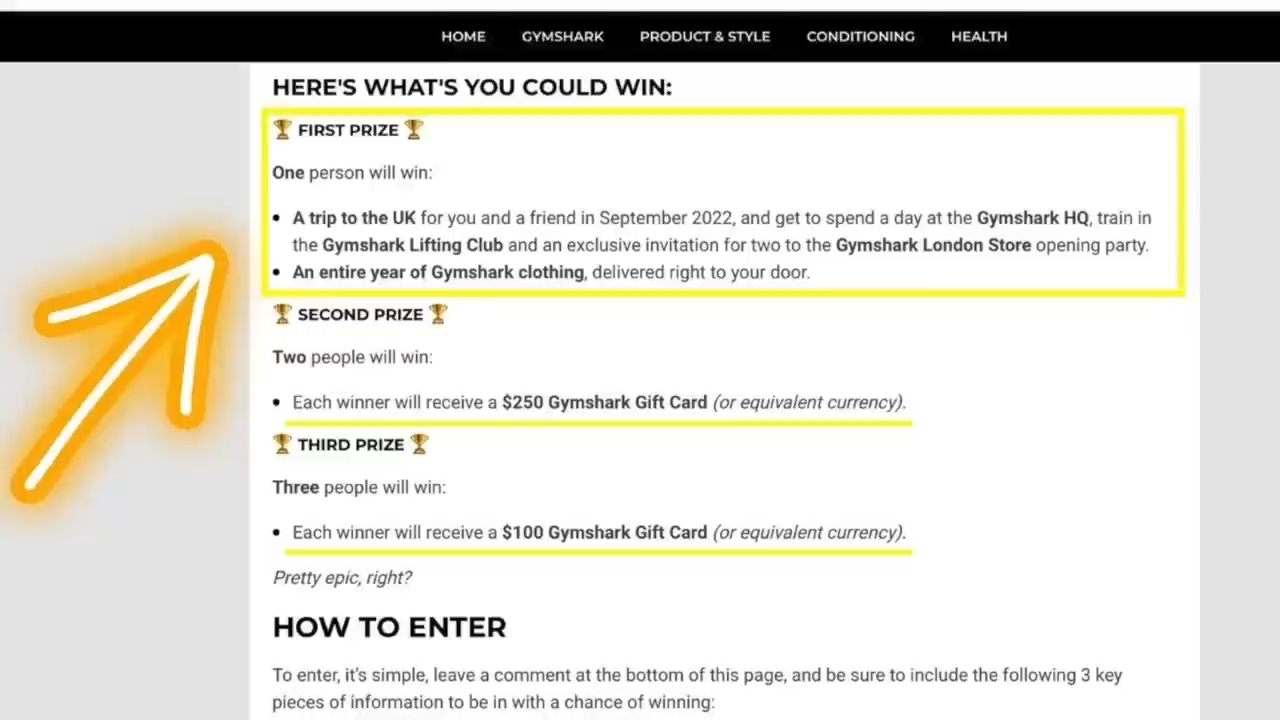 HOME GYMSHARK PRODUCT & STYLE CONDITIONING HEALTH
HERE'S WHAT'S YOU COULD WIN:
🏆 FIRST PRIZE 🏆
One person will win:
• A trip to the UK for you and a friend in September 2022, and get to spend a day at the Gymshark HQ, train in
the Gymshark Lifting Club and an exclusive invitation for two to the Gymshark London Store opening party.
• An entire year of Gymshark clothing, delivered right to your door.
🏆 SECOND PRIZE 🏆
Two people will win:
• Each winner will receive a $250 Gymshark Gift Card (or equivalent currency).
🏆 THIRD PRIZE 🏆
Three people will win:
• Each winner will receive a $100 Gymshark Gift Card (or equivalent currency).
Pretty epic, right?
HOW TO ENTER
To enter, it's simple, leave a comment at the bottom of this page, and be sure to include the following 3 key
pieces of information to be in with a chance of winning: